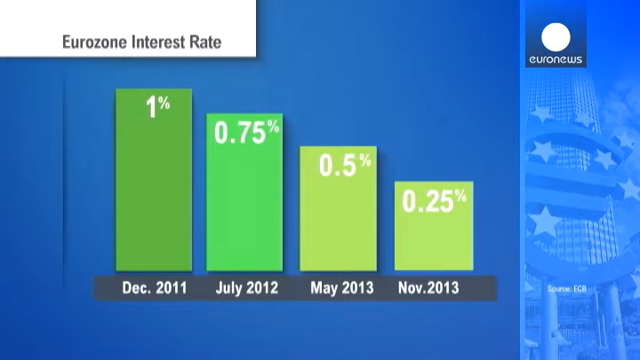 Eurozone Interest Rate
euronews
1%
0.75%
0.5%
0.25%
Dec. 2011
July 2012
May 2013
Nov.2013
Source: ECB